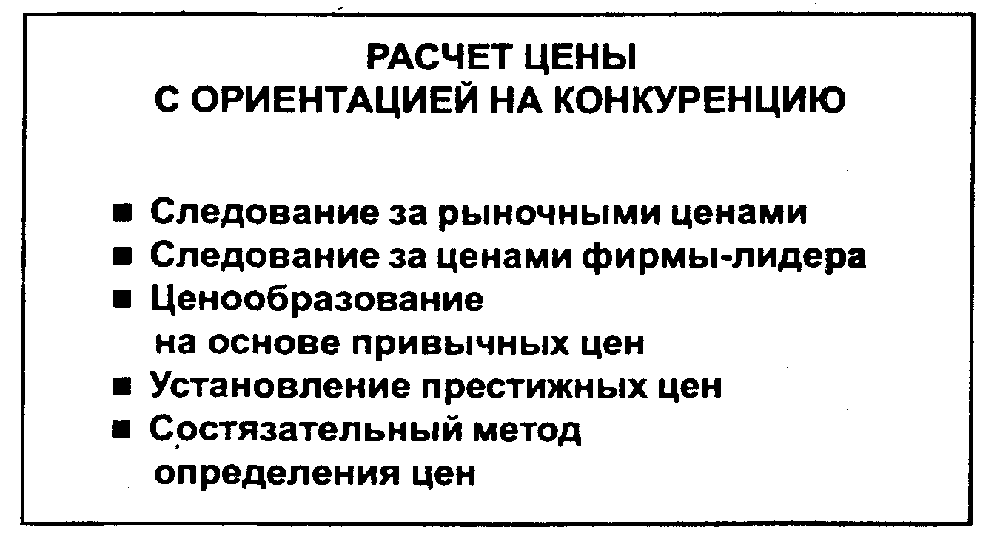 РАСЧЕТ ЦЕНЫ
С ОРИЕНТАЦИЕЙ НА КОНКУРЕНЦИЮ
■ Следование за рыночными ценами
■ Следование за ценами фирмы-лидера
■ Ценообразование
на основе привычных цен
■ Установление престижных цен
■ Состязательный метод
определения цен